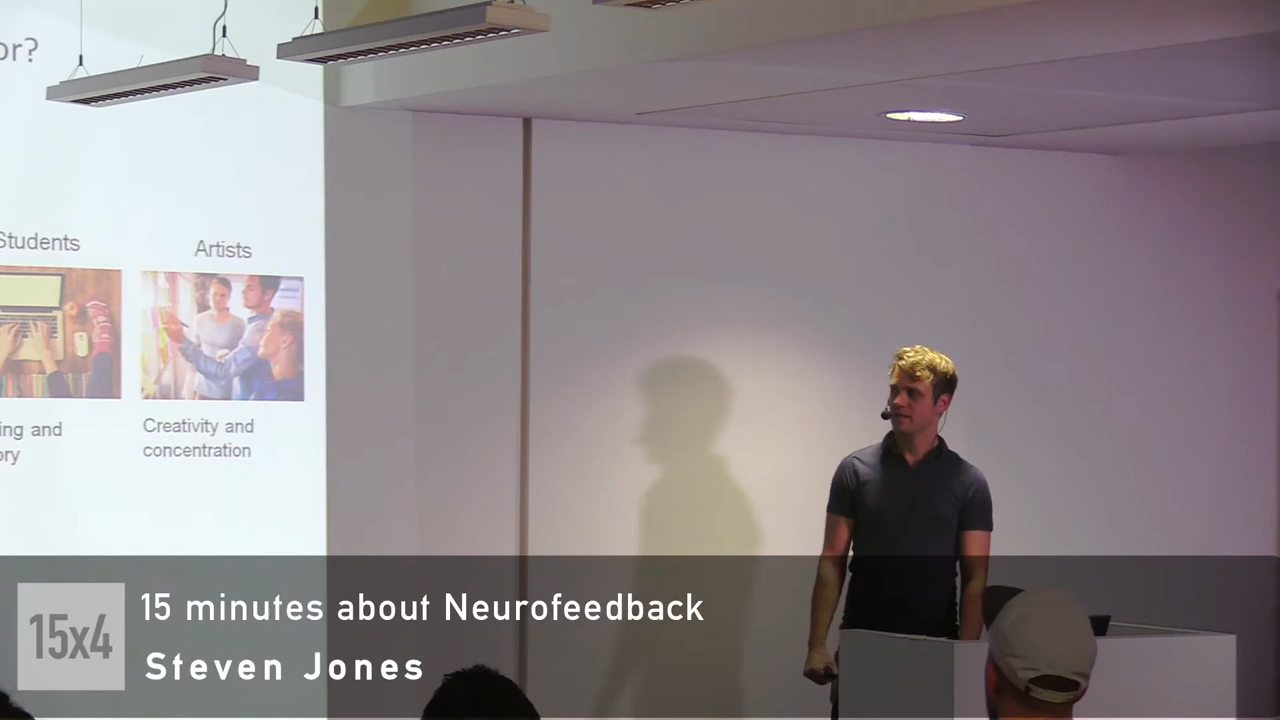 or?
Students
Artists
ing and
ory
Creativity and
concentration
15x4
15 minutes about Neurofeedback
Steven Jones